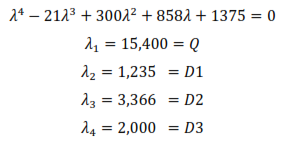 λ⁴ − 21λ³ + 300λ² + 858λ + 1375 = 0
λ₁ = 15,400 = Q
λ₂ = 1,235 = D1
λ₃ = 3,366 = D2
λ₄ = 2,000 = D3